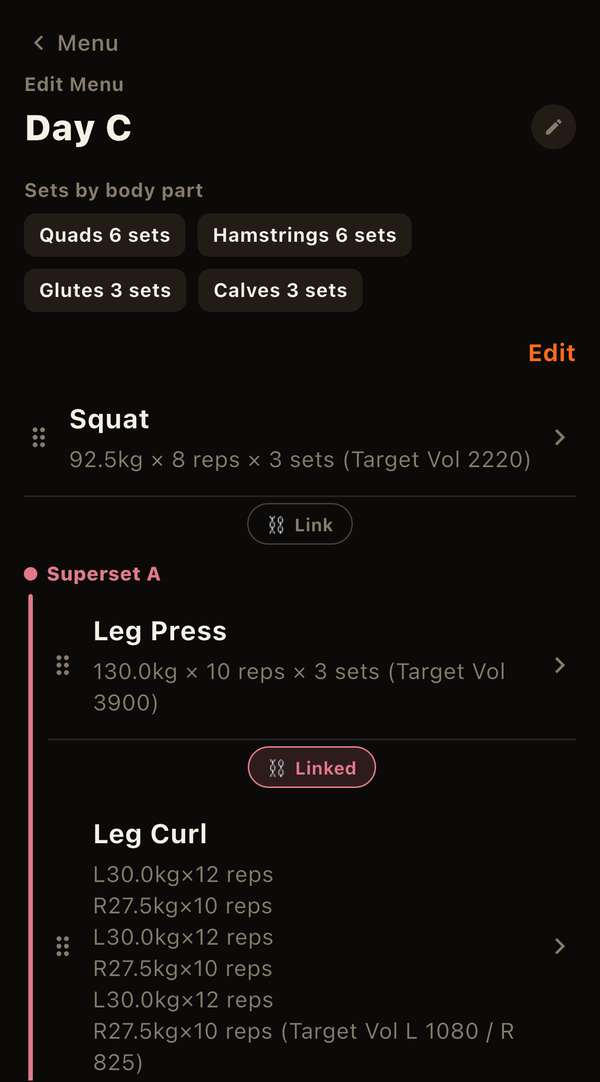 Menu
Edit Menu
Day C
Sets by body part
Quads 6 sets
Hamstrings 6 sets
Glutes 3 sets
Calves 3 sets
Edit
Squat
92.5kg × 8 reps × 3 sets (Target Vol 2220)
Link
Superset A
Leg Press
130.0kg × 10 reps × 3 sets (Target Vol
3900)
Linked
Leg Curl
L30.0kg×12 reps
R27.5kg×10 reps
L30.0kg×12 reps
R27.5kg×10 reps
L30.0kg×12 reps
R27.5kg×10 reps (Target Vol L 1080 / R
825)